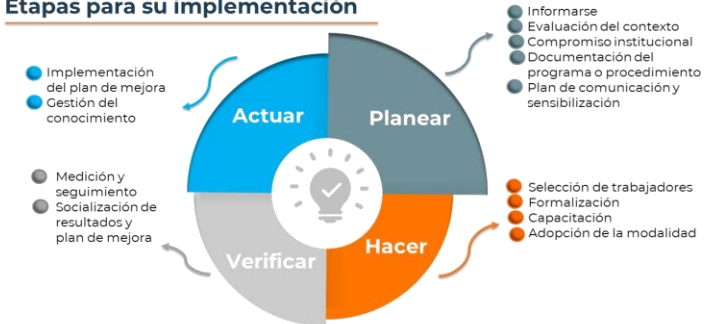 Etapas para su implementación
Informarse
Evaluación del contexto
Compromiso institucional
Documentación del
programa o procedimiento
Plan de comunicación y
sensibilización
Implementación
del plan de mejora
Gestión del
conocimiento
Actuar
Planear
Medición y
seguimiento
Socialización de
resultados y
plan de mejora
Verificar
Hacer
Selección de trabajadores
Formalización
Capacitación
Adopción de la modalidad